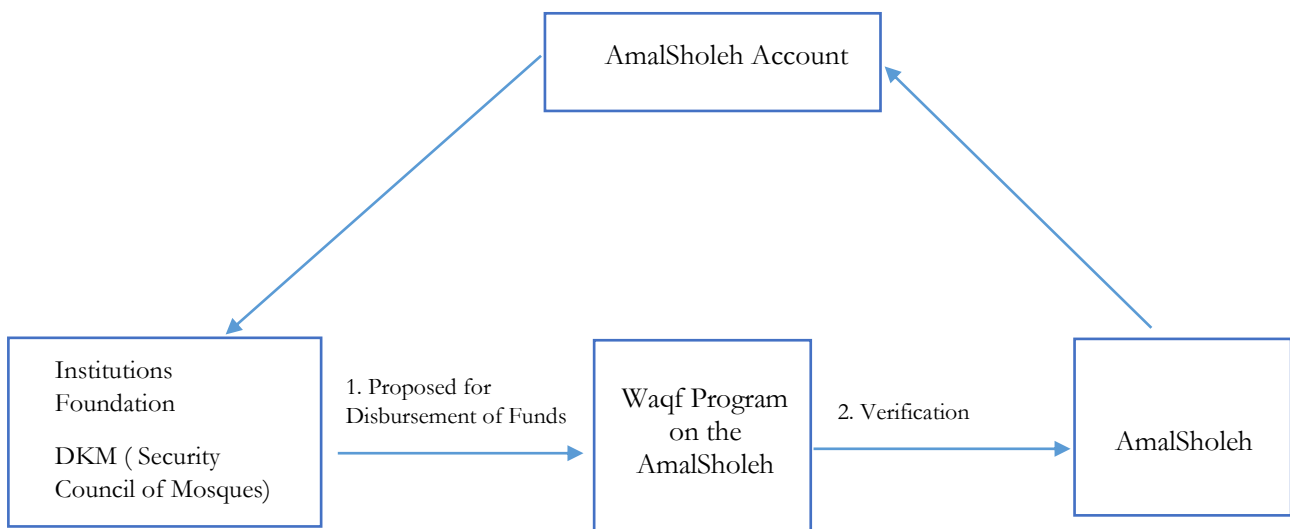 AmalSholeh Account
Institutions
Foundation
DKM ( Security
Council of Mosques)
1. Proposed for
Disbursement of Funds
Waqf Program
on the
AmalSholeh
2. Verification
AmalSholeh